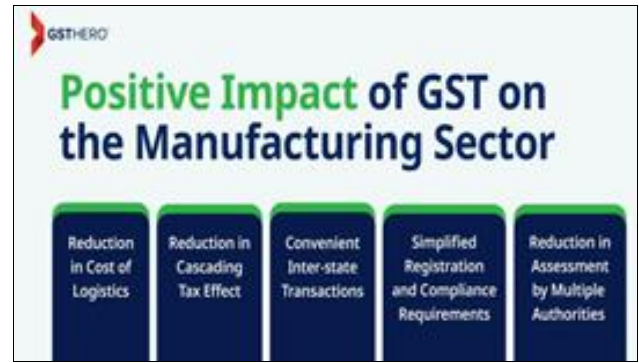 GSTHERO
Positive Impact of GST on
the Manufacturing Sector
Reduction
in Cost of
Logistics
Reduction in
Cascading
Tax Effect
Convenient
Inter-state
Transactions
Simplified
Registration
and Compliance
Requirements
Reduction in
Assessment
by Multiple
Authorities